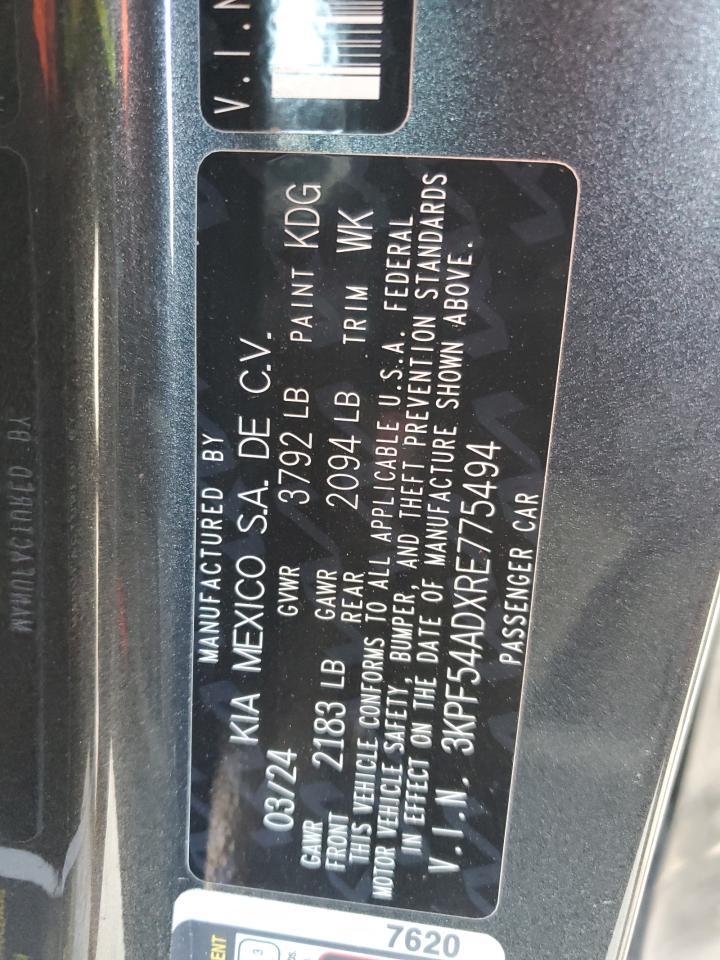 V.I.N
MANUFACTURED BY
KIA MEXICO S.A. DE C.V.
03/24 GVWR 3792 LB PAINT KDG
GAWR FRONT 2183 LB GAWR REAR 2094 LB TRIM WK
THIS VEHICLE CONFORMS TO ALL APPLICABLE U.S.A. FEDERAL
MOTOR VEHICLE SAFETY, BUMPER, AND THEFT PREVENTION STANDARDS
IN EFFECT ON THE DATE OF MANUFACTURE SHOWN ABOVE.
V.I.N. 3KPF54ADXRE775494
PASSENGER CAR
7620
MANUFACTURED BY